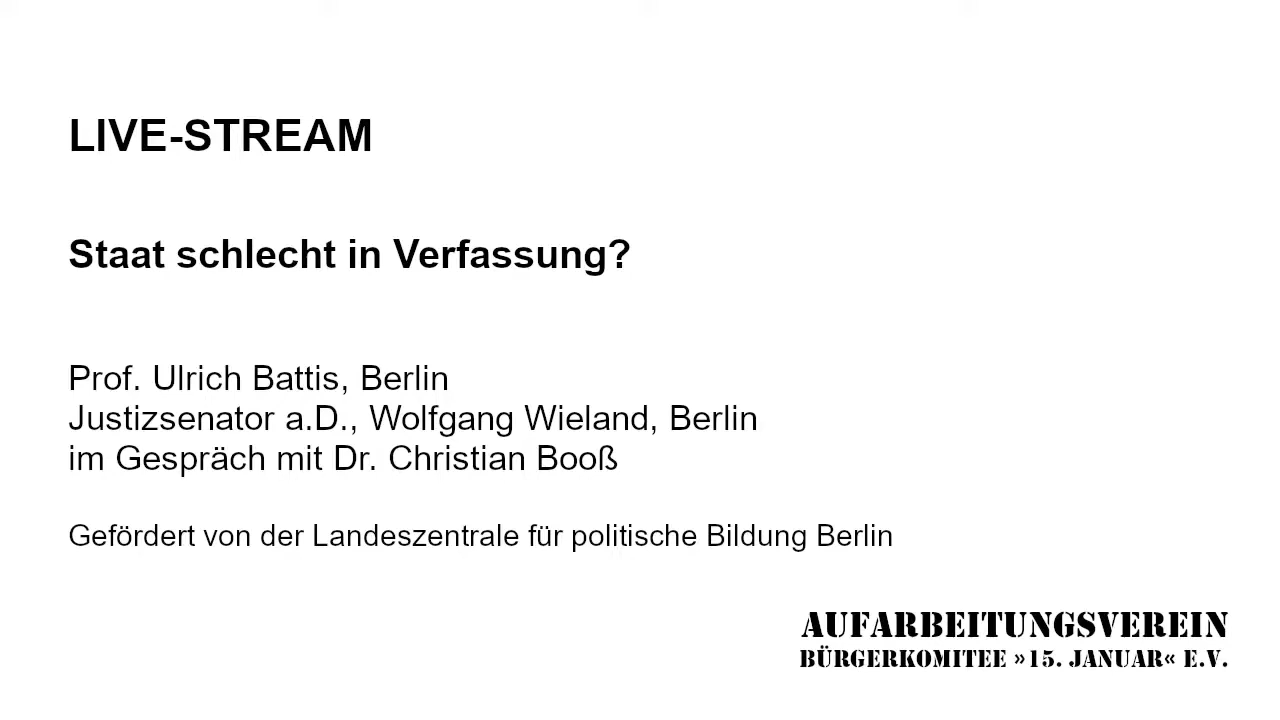 LIVE-STREAM
Staat schlecht in Verfassung?
Prof. Ulrich Battis, Berlin
Justizsenator a.D., Wolfgang Wieland, Berlin
im Gespräch mit Dr. Christian Booß
Gefördert von der Landeszentrale für politische Bildung Berlin
AUFARBEITUNGSVEREIN
BÜRGERKOMITEE »15. JANUAR« E.V.